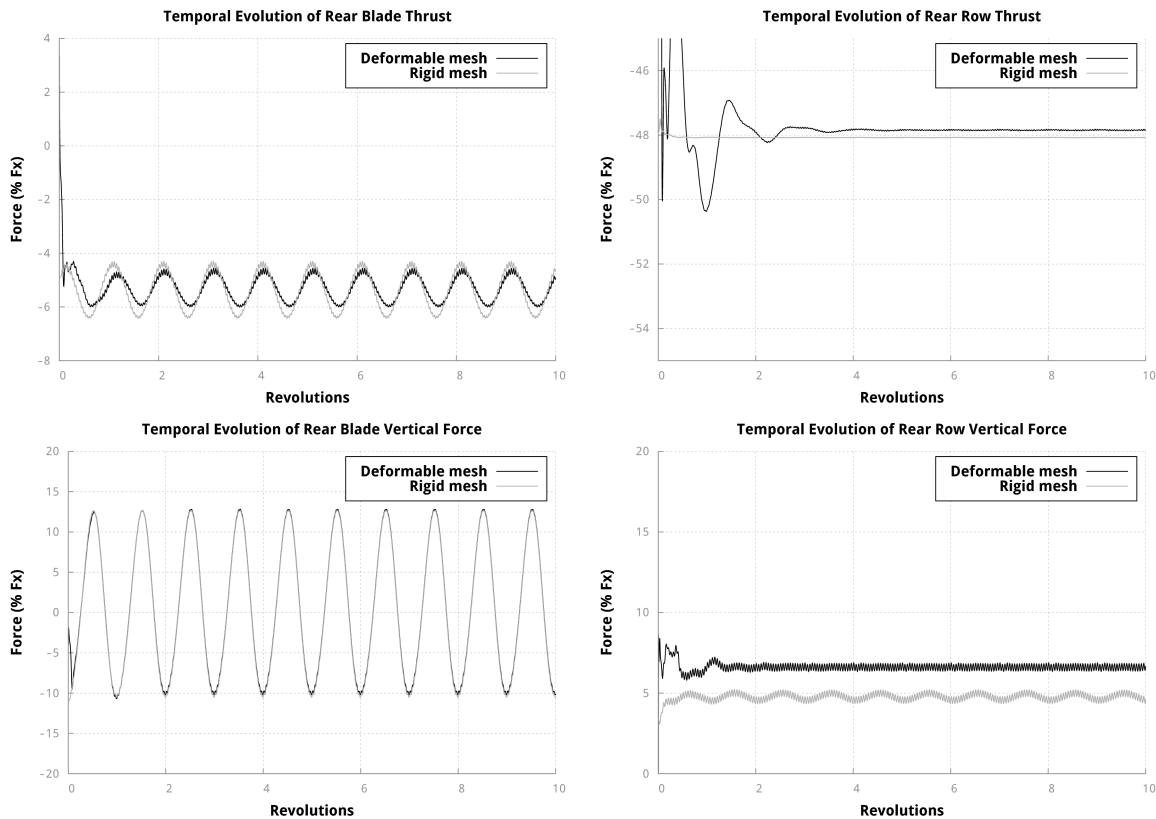 Temporal Evolution of Rear Blade Thrust
4
2
0
-2
-4
-6
-8
Force (% Fx)
Deformable mesh
Rigid mesh
0 2 4 6 8 10
Revolutions
Temporal Evolution of Rear Row Thrust
-46
-48
-50
-52
-54
Force (% Fx)
Deformable mesh
Rigid mesh
0 2 4 6 8 10
Revolutions
Temporal Evolution of Rear Blade Vertical Force
20
15
10
5
0
-5
-10
-15
-20
Force (% Fx)
Deformable mesh
Rigid mesh
0 2 4 6 8 10
Revolutions
Temporal Evolution of Rear Row Vertical Force
20
15
10
5
0
Force (% Fx)
Deformable mesh
Rigid mesh
0 2 4 6 8 10
Revolutions